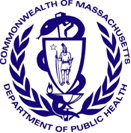 COMMONWEALTH OF MASSACHUSETTS
DEPARTMENT OF PUBLIC HEALTH